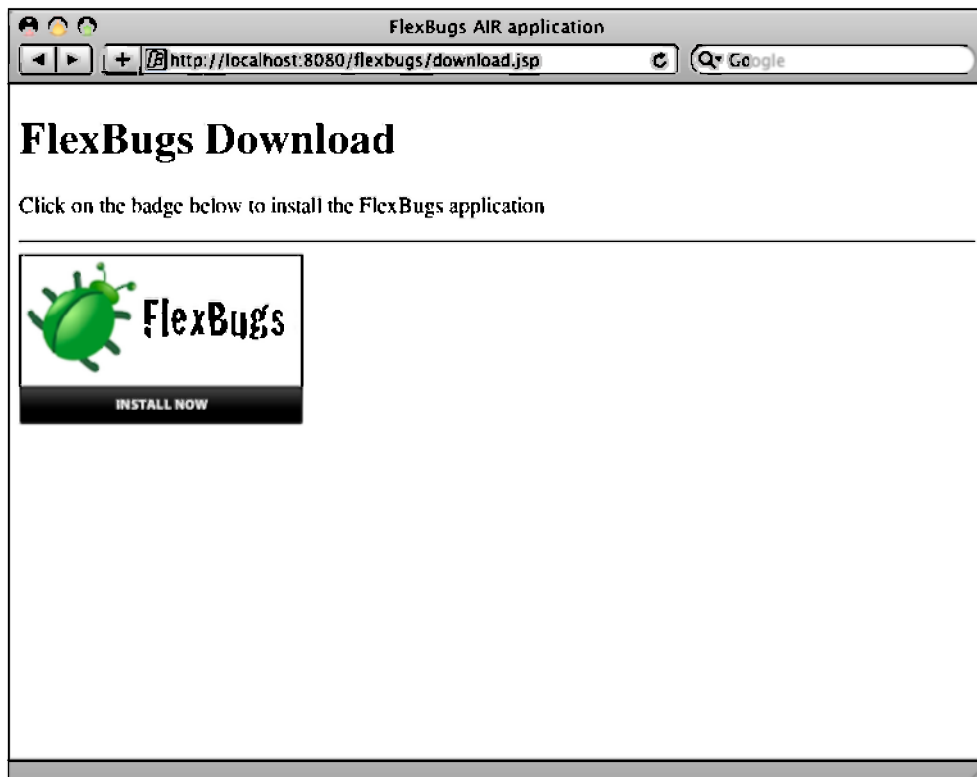 FlexBugs AIR application
http://localhost:8080/flexbugs/download.jsp
Google
FlexBugs Download
Click on the badge below to install the FlexBugs application
FlexBugs
INSTALL NOW